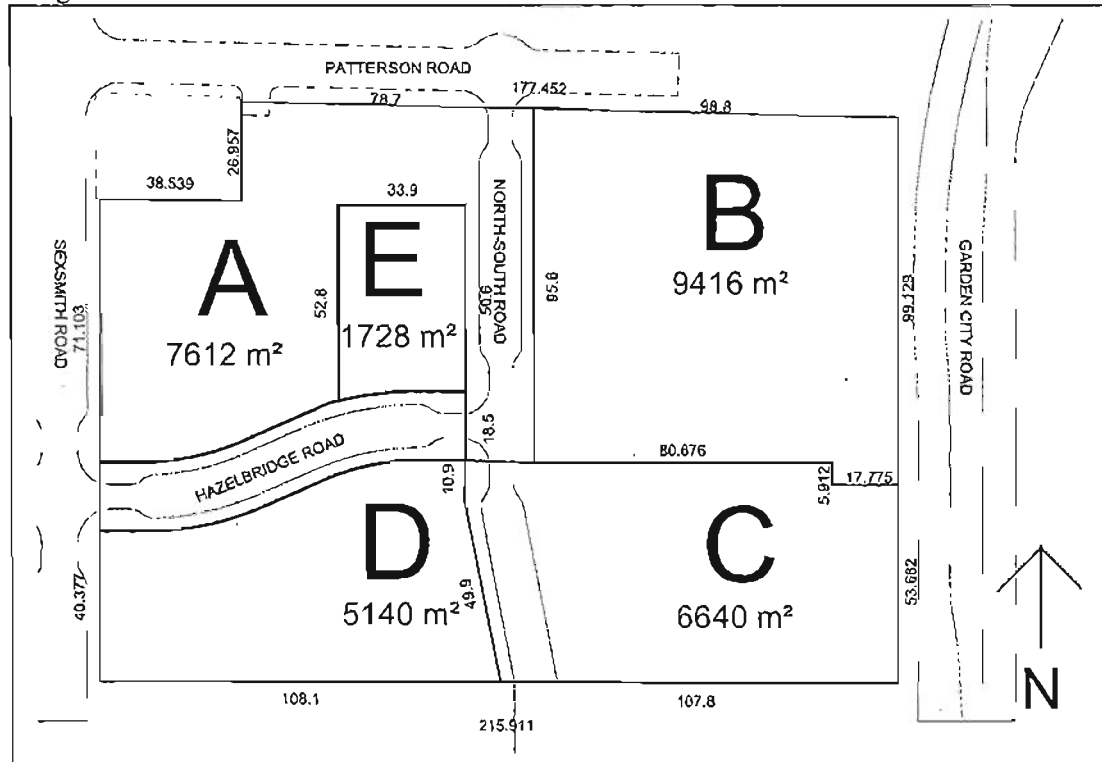 PATTERSON ROAD
177.452
78.7
98.8
26.957
38.539
33.9
A
7612 m²
E
1728 m²
52.8
50.6
NORTH-SOUTH ROAD
95.8
B
9416 m²
99.129
GARDEN CITY ROAD
SEXSMITH ROAD
71.103
HAZELBRIDGE ROAD
18.5
10.9
80.676
5.912
17.775
D
5140 m²
49.9
C
6640 m²
53.682
40.377
N
108.1
107.8
215.911